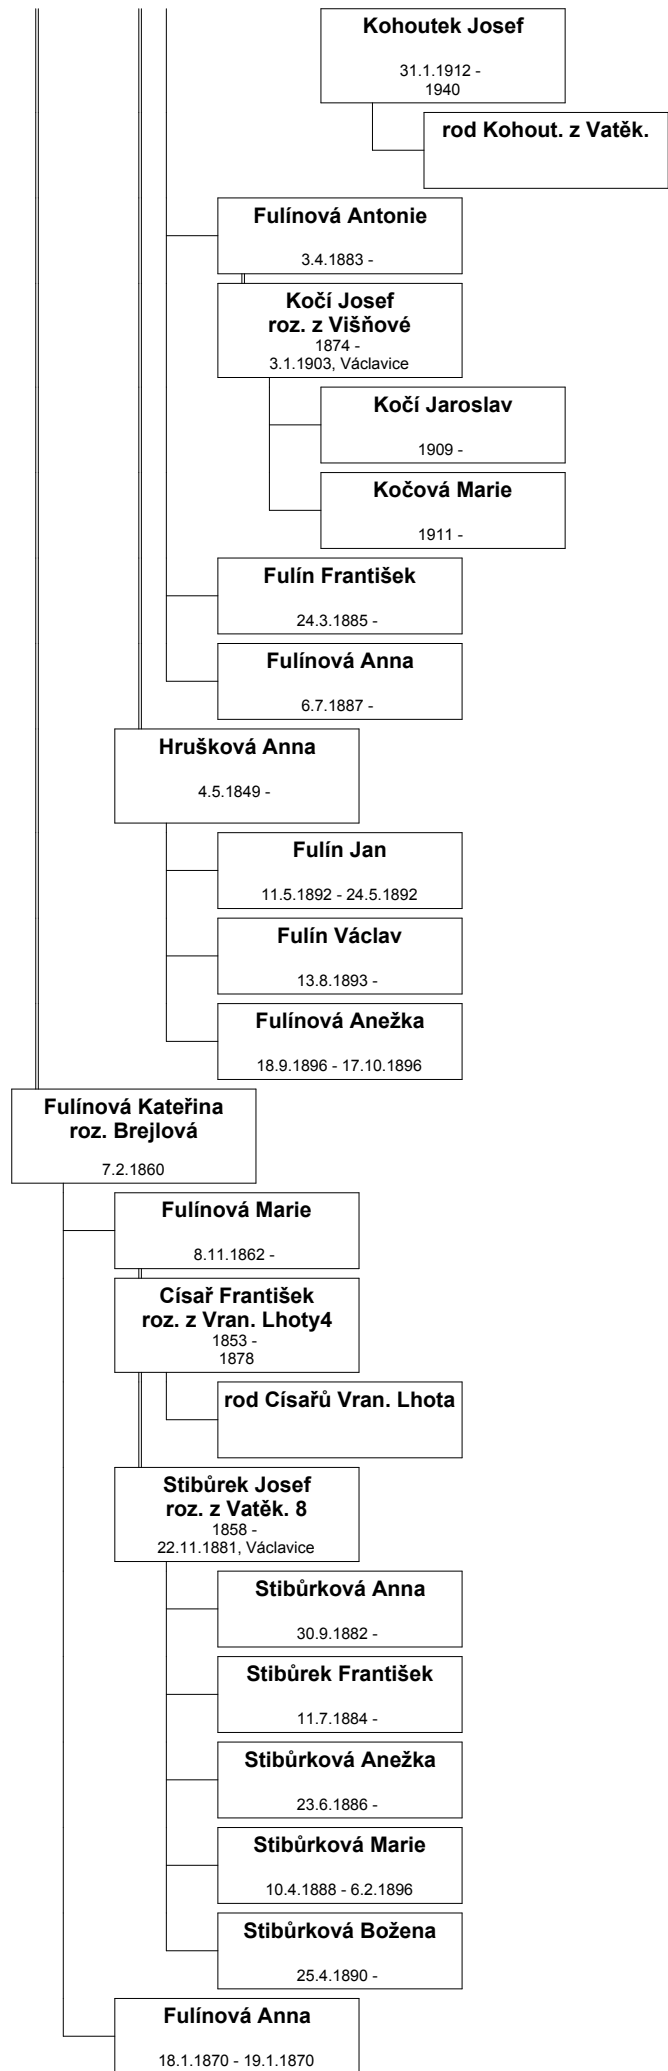 Kohoutek Josef
31.1.1912 -
1940
rod Kohout. z Vatěk.
Fulínová Antonie
3.4.1883 -
Kočí Josef
roz. z Višňové
1874 -
3.1.1903, Václavice
Kočí Jaroslav
1909 -
Kočová Marie
1911 -
Fulín František
24.3.1885 -
Fulínová Anna
6.7.1887 -
Hrušková Anna
4.5.1849 -
Fulín Jan
11.5.1892 - 24.5.1892
Fulín Václav
13.8.1893 -
Fulínová Anežka
18.9.1896 - 17.10.1896
Fulínová Kateřina
roz. Brejlová
7.2.1860
Fulínová Marie
8.11.1862 -
Císař František
roz. z Vran. Lhoty4
1853 -
1878
rod Císařů Vran. Lhota
Stibůrek Josef
roz. z Vatěk. 8
1858 -
22.11.1881, Václavice
Stibůrková Anna
30.9.1882 -
Stibůrek František
11.7.1884 -
Stibůrková Anežka
23.6.1886 -
Stibůrková Marie
10.4.1888 - 6.2.1896
Stibůrková Božena
25.4.1890 -
Fulínová Anna
18.1.1870 - 19.1.1870